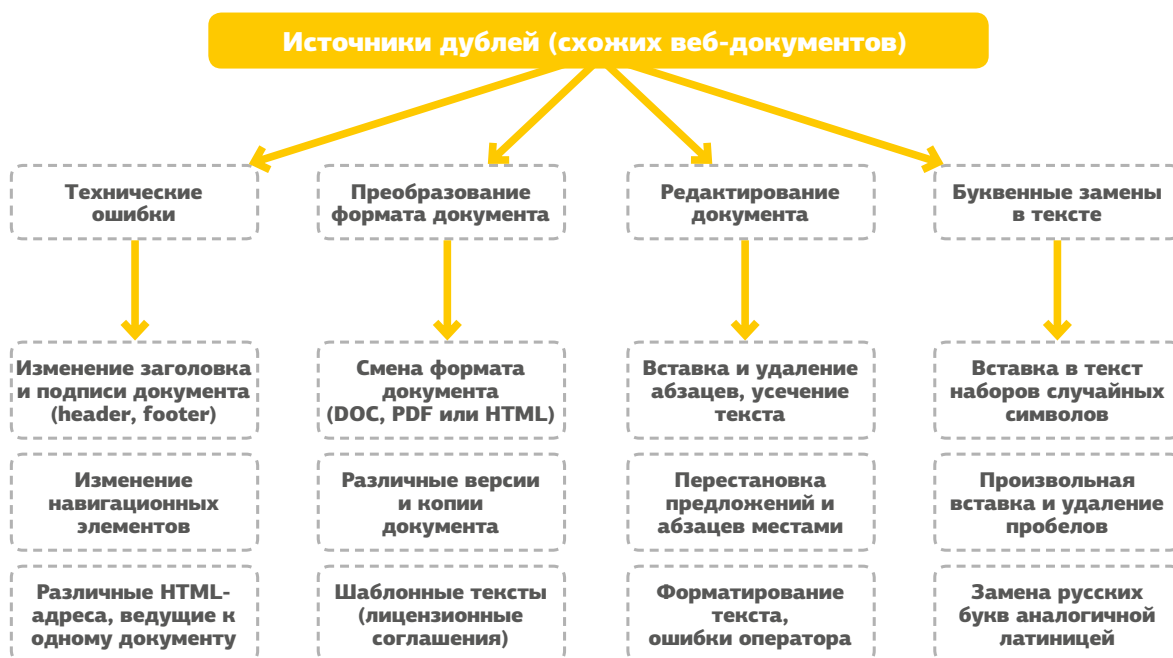 Источники дублей (схожих веб-документов)
Технические
ошибки
Преобразование
формата документа
Редактирование
документа
Буквенные замены
в тексте
Изменение заголовка
и подписи документа
(header, footer)
Смена формата
документа
(DOC, PDF или HTML)
Вставка и удаление
абзацев, усечение
текста
Вставка в текст
наборов случайных
символов
Изменение
навигационных
элементов
Различные версии
и копии
документа
Перестановка
предложений и
абзацев местами
Произвольная
вставка и удаление
пробелов
Различные HTML-
адреса, ведущие к
одному документу
Шаблонные тексты
(лицензионные
соглашения)
Форматирование
текста,
ошибки оператора
Замена русских
букв аналогичной
латиницей